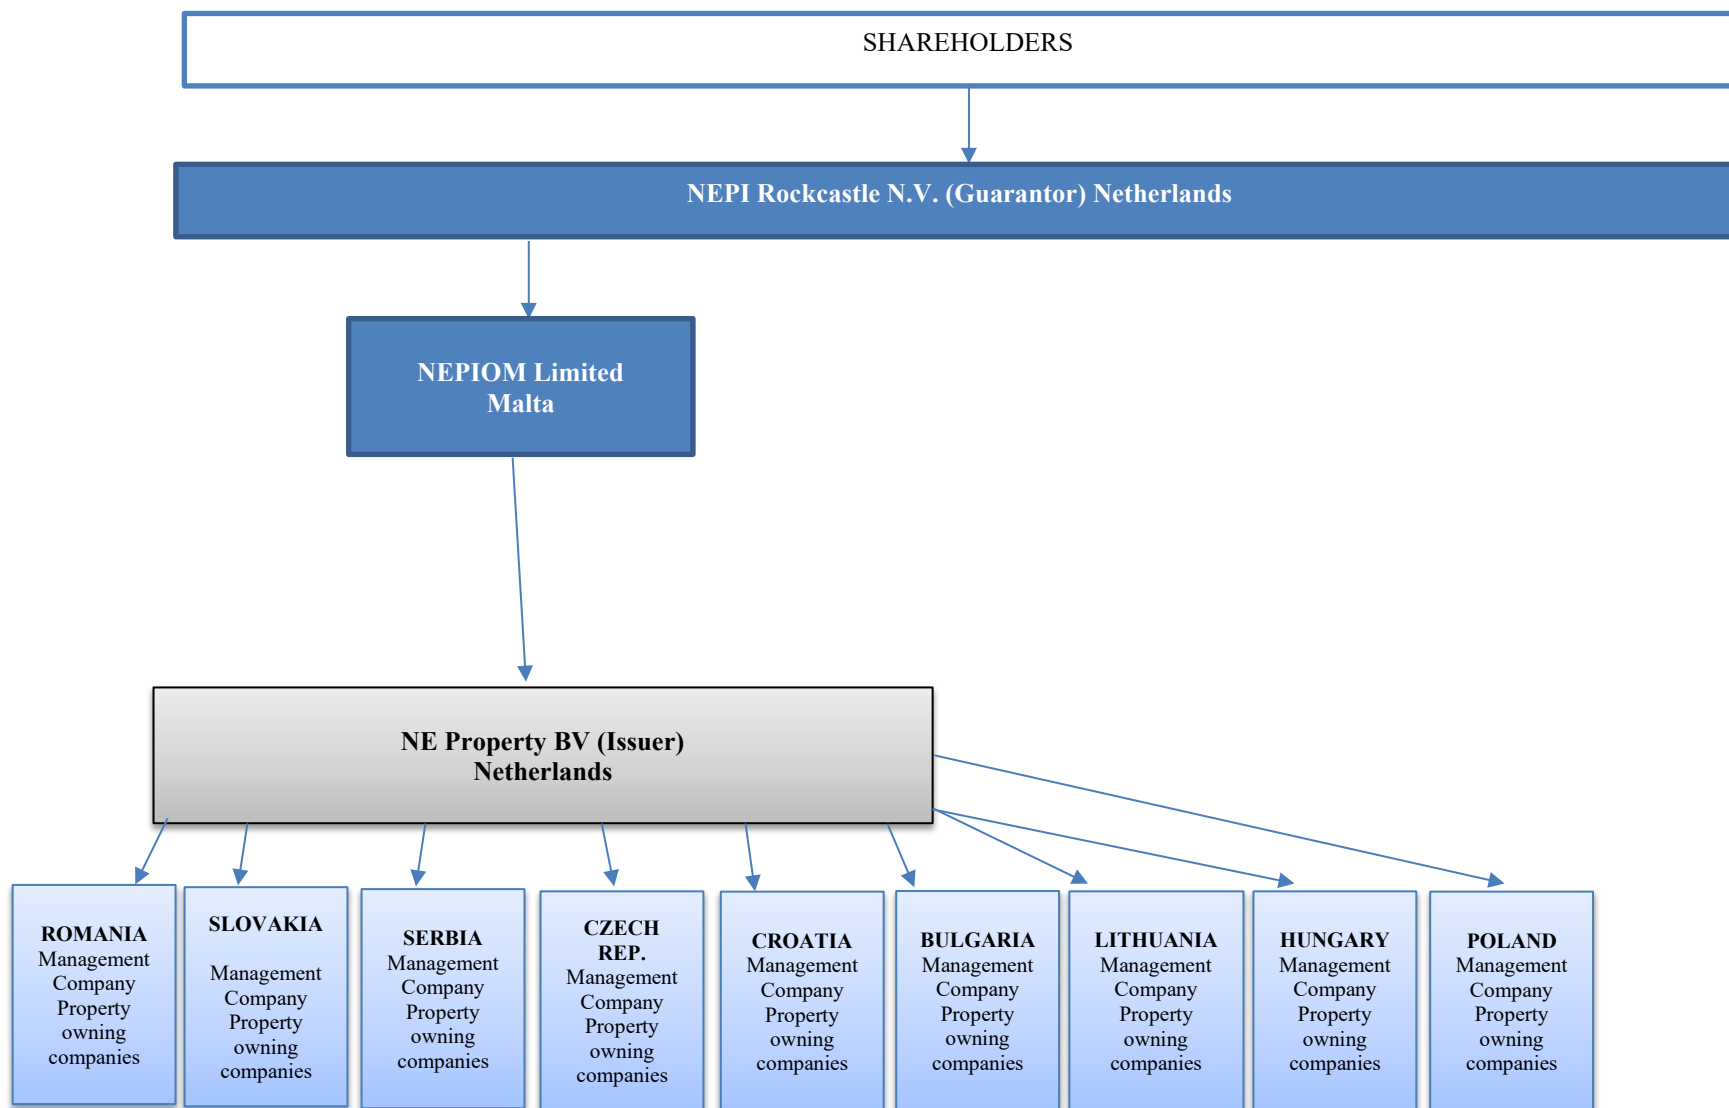 SHAREHOLDERS
NEPI Rockcastle N.V. (Guarantor) Netherlands
NEPIOM Limited
Malta
NE Property BV (Issuer)
Netherlands
ROMANIA
Management
Company
Property
owning
companies
SLOVAKIA
Management
Company
Property
owning
companies
SERBIA
Management
Company
Property
owning
companies
CZECH
REP.
Management
Company
Property
owning
companies
CROATIA
Management
Company
Property
owning
companies
BULGARIA
Management
Company
Property
owning
companies
LITHUANIA
Management
Company
Property
owning
companies
HUNGARY
Management
Company
Property
owning
companies
POLAND
Management
Company
Property
owning
companies